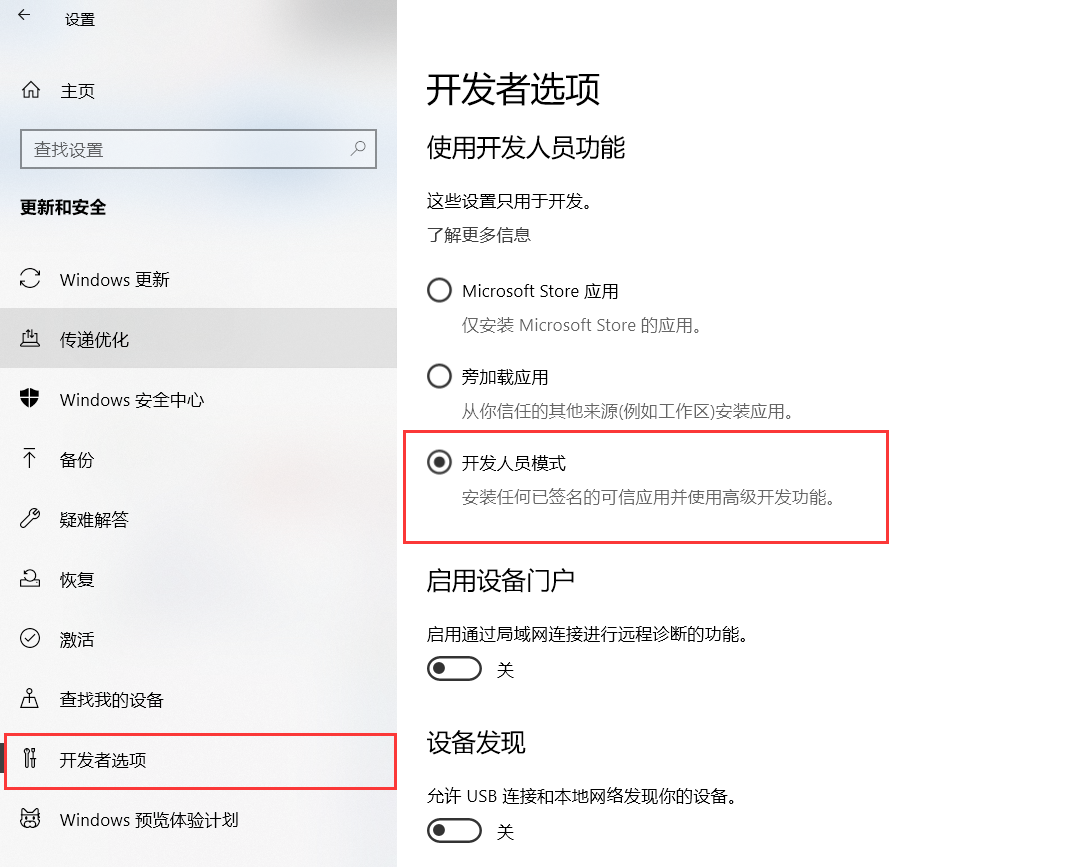 设置
主页
查找设置
更新和安全
Windows 更新
传递优化
Windows 安全中心
备份
疑难解答
恢复
激活
查找我的设备
开发者选项
Windows 预览体验计划
开发者选项
使用开发人员功能
这些设置只用于开发。
了解更多信息
Microsoft Store 应用
仅安装 Microsoft Store 的应用。
旁加载应用
从你信任的其他来源(例如工作区)安装应用。
开发人员模式
安装任何已签名的可信应用并使用高级开发功能。
启用设备门户
启用通过局域网连接进行远程诊断的功能。
关
设备发现
允许 USB 连接和本地网络发现你的设备。
关